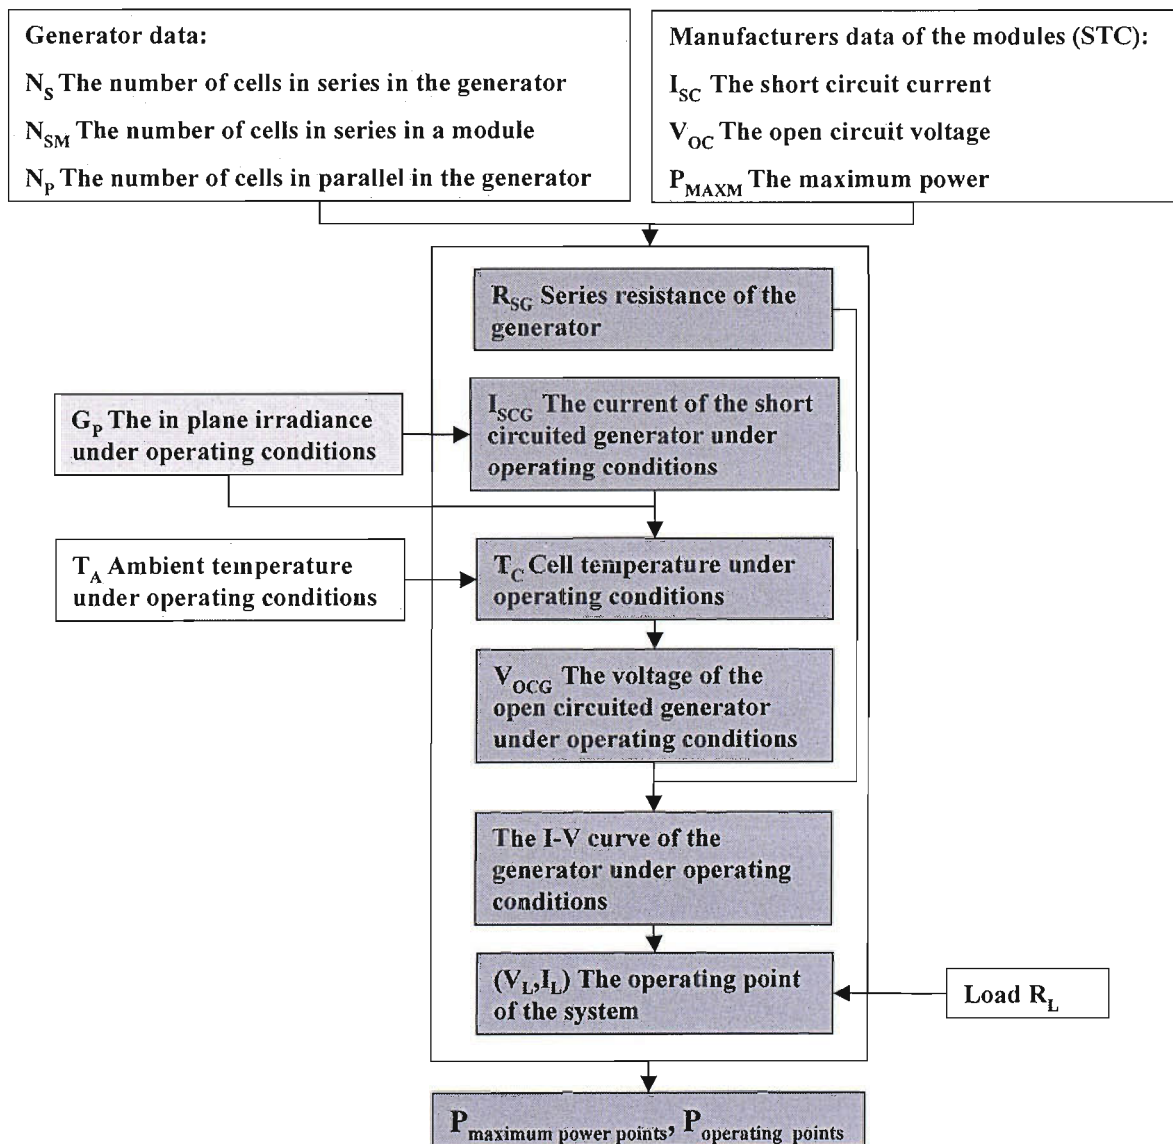 Generator data:
N_S The number of cells in series in the generator
N_SM The number of cells in series in a module
N_P The number of cells in parallel in the generator
Manufacturers data of the modules (STC):
I_SC The short circuit current
V_OC The open circuit voltage
P_MAXM The maximum power
R_SG Series resistance of the
generator
G_P The in plane irradiance
under operating conditions
I_SCG The current of the short
circuited generator under
operating conditions
T_A Ambient temperature
under operating conditions
T_C Cell temperature under
operating conditions
V_OCG The voltage of the
open circuited generator
under operating conditions
The I-V curve of the
generator under operating
conditions
(V_L,I_L) The operating point
of the system
Load R_L
P_maximum power points, P_operating points